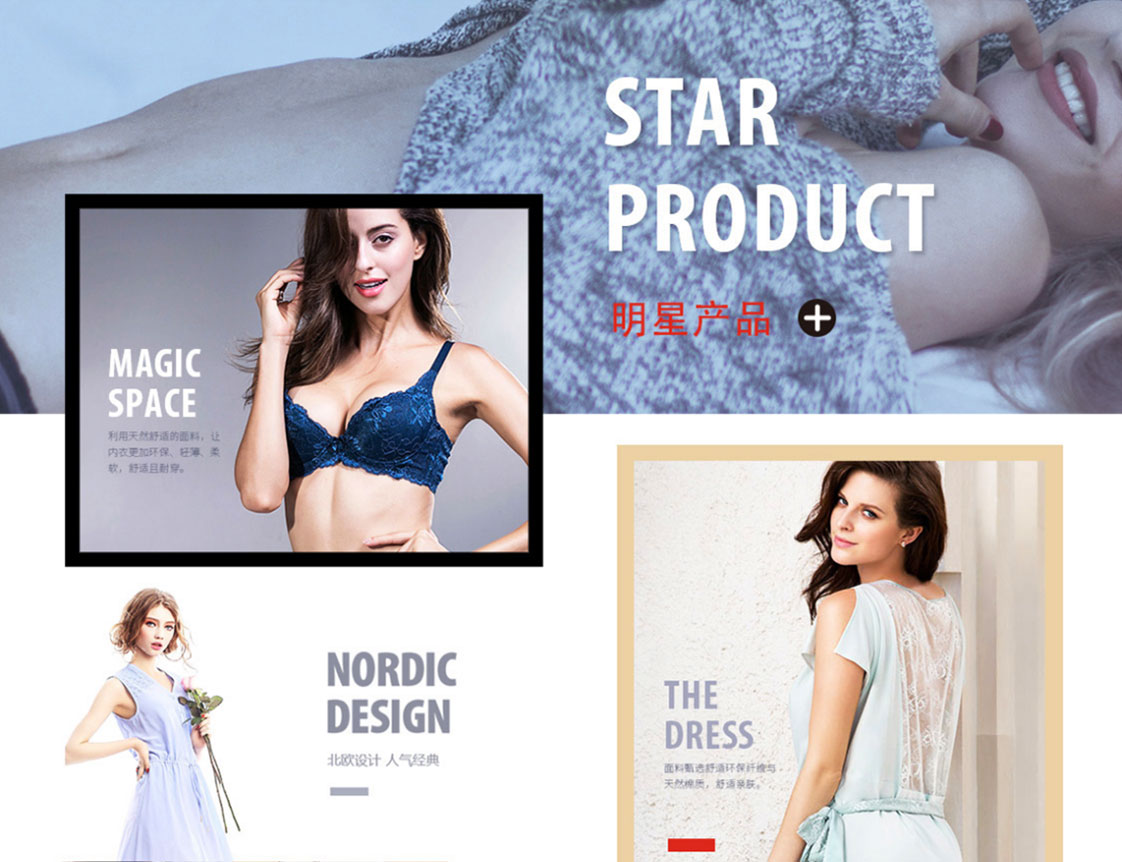 STAR
PRODUCT
明星产品
MAGIC
SPACE
利用天然舒适的面料，让
内衣更加环保、轻薄、柔
软，舒适且耐穿。
NORDIC
DESIGN
北欧设计 人气经典
THE
DRESS
面料甄选舒适环保纤维与
天然棉质，舒适亲肤。